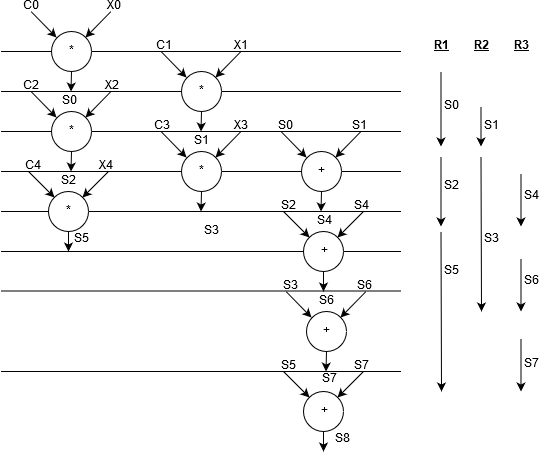 C0 X0
* C1 X1 R1 R2 R3
C2 X2 S0 * S0 S1
* C3 S1 X3 S0 S1
C4 X4 S2 * + S2 S4
* S5 S3 S2 S4 S4 S3
+ S5 S6
S3 S6 S6
+ S7
S5 S7 S7
+
S8